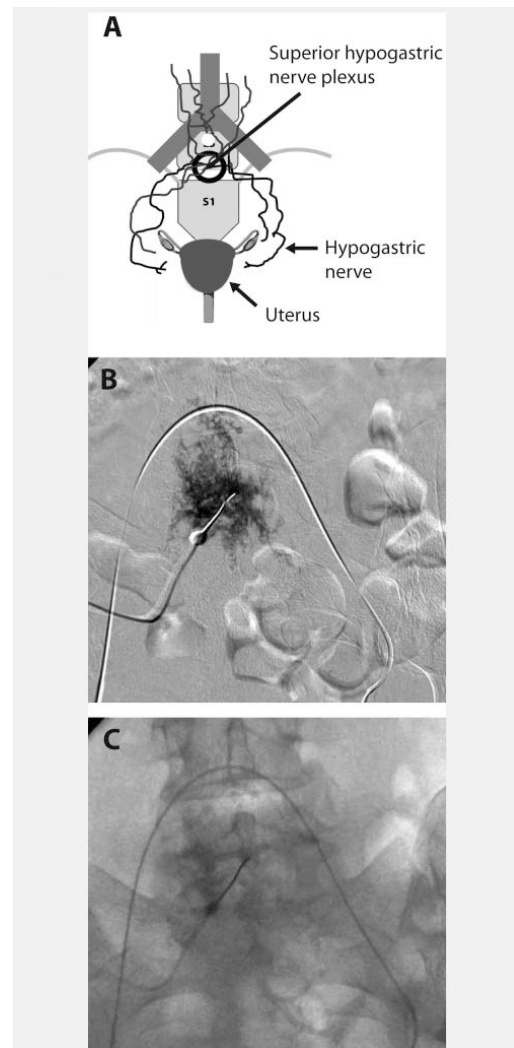 A
Superior hypogastric
nerve plexus
S1
Hypogastric
nerve
Uterus
B
C